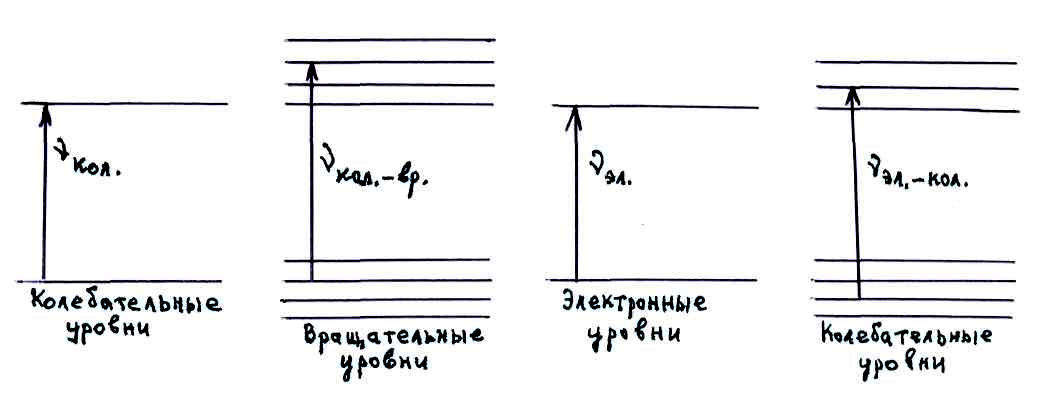 νкол.
νкол.-вр.
νэл.
νэл.-кол.
Колебательные
уровни
Вращательные
уровни
Электронные
уровни
Колебательные
уровни